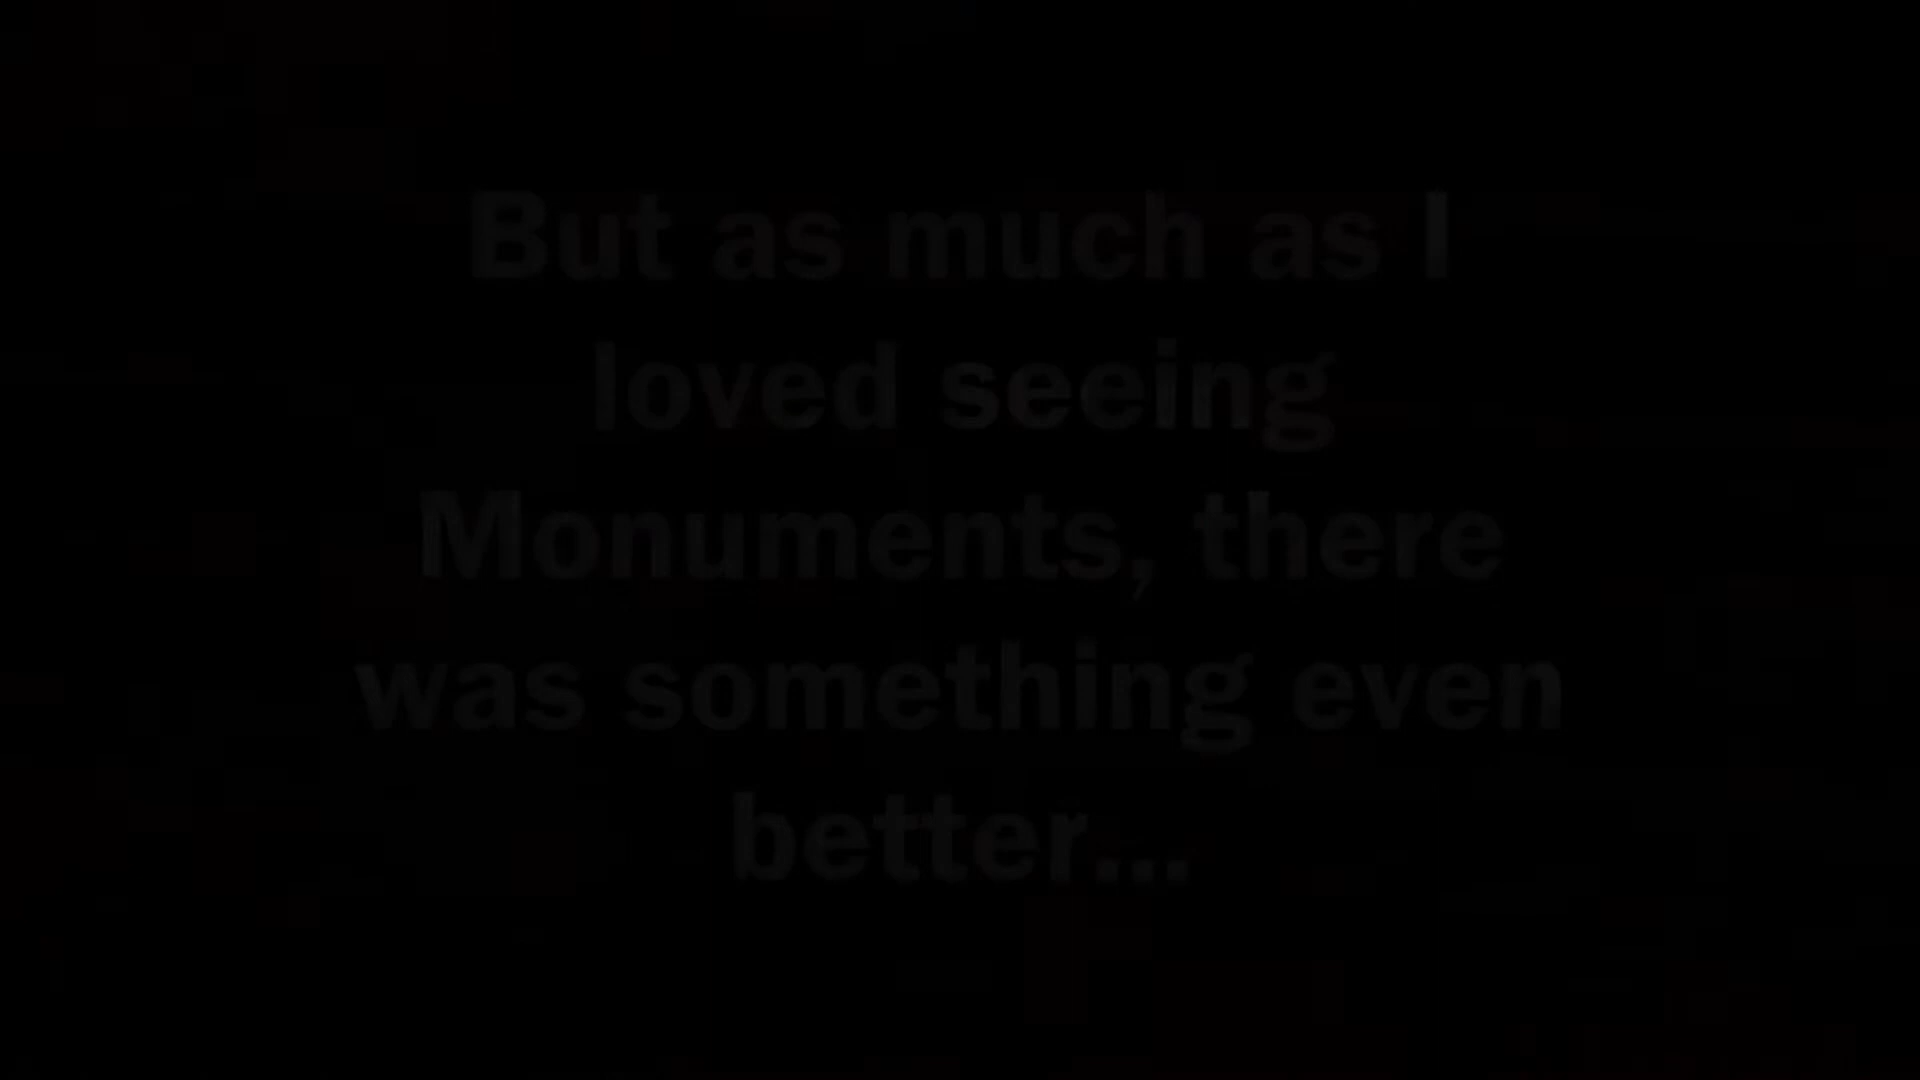 But as much as I
loved seeing
Monuments, there
was something even
better...